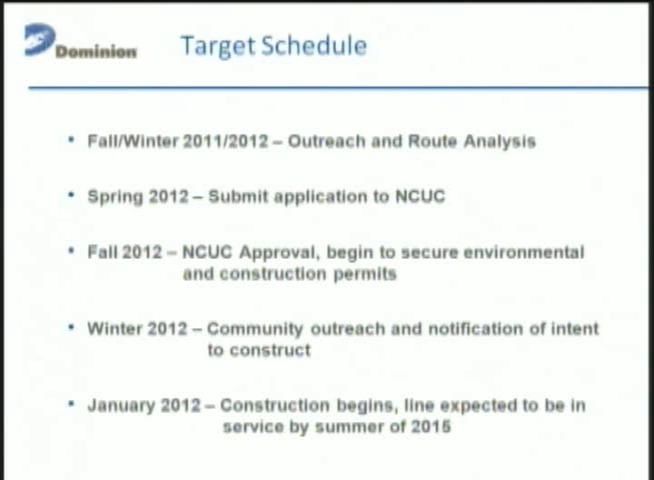 Dominion
Target Schedule
• Fall/Winter 2011/2012 – Outreach and Route Analysis
• Spring 2012 – Submit application to NCUC
• Fall 2012 – NCUC Approval, begin to secure environmental
and construction permits
• Winter 2012 – Community outreach and notification of intent
to construct
• January 2012 – Construction begins, line expected to be in
service by summer of 2015